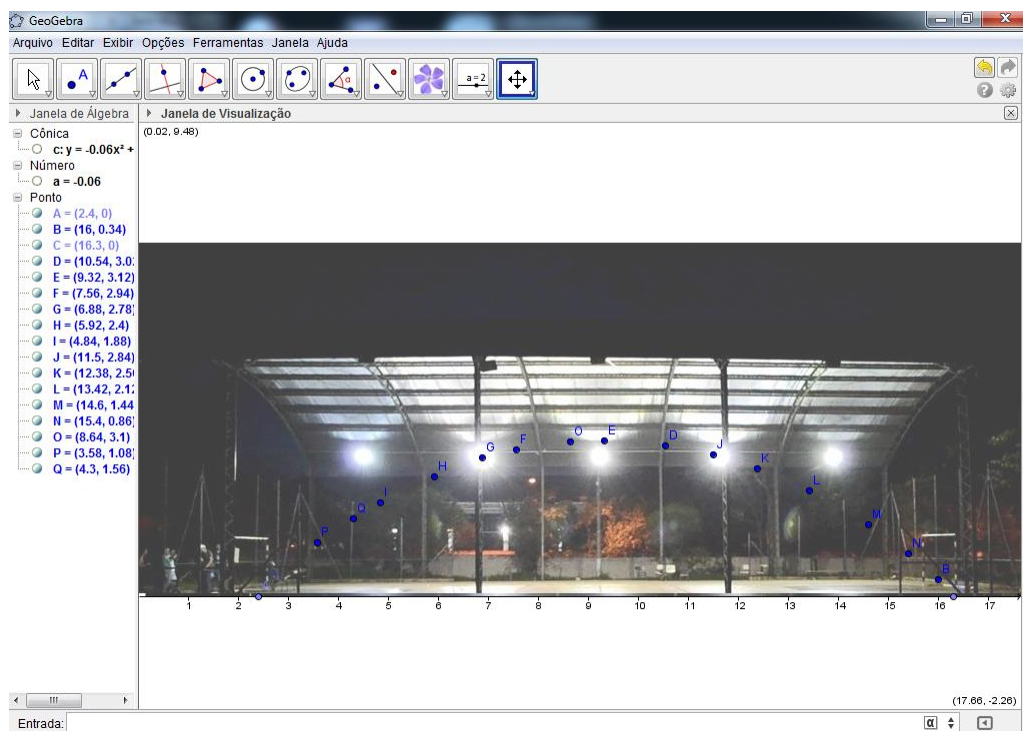 GeoGebra
Arquivo Editar Exibir Opções Ferramentas Janela Ajuda
A
α
a=2
Janela de Álgebra
Janela de Visualização
Cônica
c: y = -0.06x² +
Número
a = -0.06
Ponto
A = (2.4, 0)
B = (16, 0.34)
C = (16.3, 0)
D = (10.54, 3.0
E = (9.32, 3.12)
F = (7.56, 2.94)
G = (6.88, 2.78)
H = (5.92, 2.4)
I = (4.84, 1.88)
J = (11.5, 2.84)
K = (12.38, 2.5
L = (13.42, 2.1
M = (14.6, 1.44
N = (15.4, 0.86
O = (8.64, 3.1)
P = (3.58, 1.08
Q = (4.3, 1.56)
(0.02, 9.48)
O E D
G F J
H K
I L
Q M
P N
B
1 2 3 4 5 6 7 8 9 10 11 12 13 14 15 16 17
(17.66, -2.26)
Entrada:
α